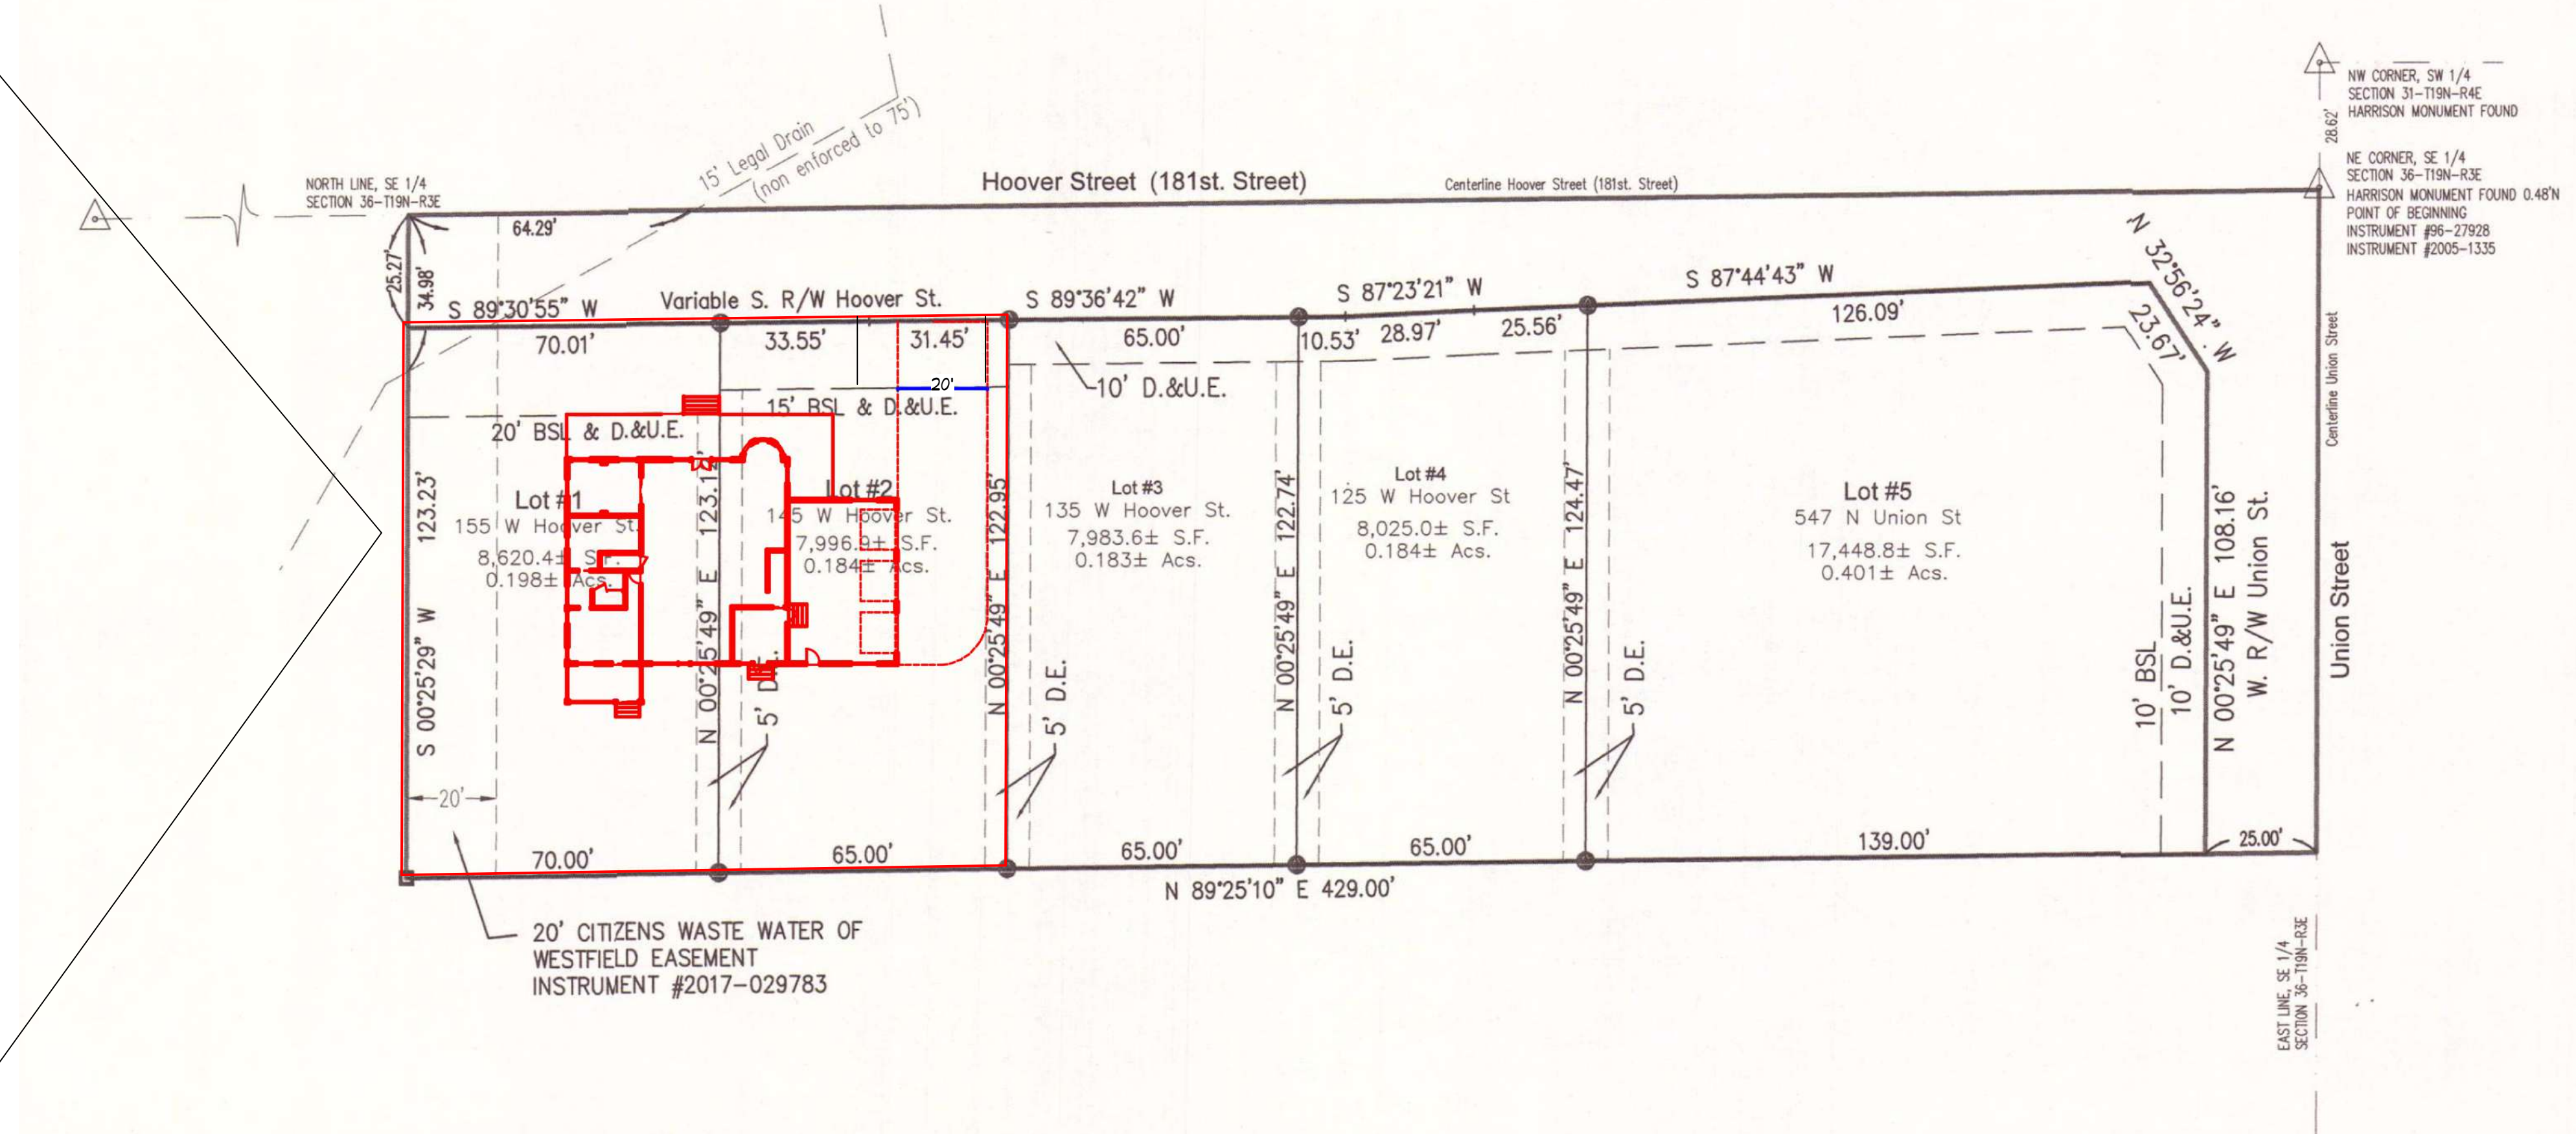 NW CORNER, SW 1/4
SECTION 31-T19N-R4E
HARRISON MONUMENT FOUND
28.62'
NE CORNER, SE 1/4
SECTION 36-T19N-R3E
HARRISON MONUMENT FOUND 0.48'N
POINT OF BEGINNING
INSTRUMENT #96-27928
INSTRUMENT #2005-1335
15' Legal Drain
(non enforced to 75')
NORTH LINE, SE 1/4
SECTION 36-T19N-R3E
Hoover Street (181st. Street)
Centerline Hoover Street (181st. Street)
64.29'
25.27'
34.98'
S 89°30'55" W
Variable S. R/W Hoover St.
S 89°36'42" W
S 87°23'21" W
S 87°44'43" W
N 32°56'24" W
23.67'
70.01'
33.55'
31.45'
65.00'
10.53'
28.97'
25.56'
126.09'
20'
10' D.&U.E.
15' BSL & D.&U.E.
20' BSL & D.&U.E.
Lot #1
155 W Hoover St.
8,620.4± S.F.
0.198± Acs.
Lot #2
145 W Hoover St.
7,996.9± S.F.
0.184± Acs.
Lot #3
135 W Hoover St.
7,983.6± S.F.
0.183± Acs.
Lot #4
125 W Hoover St
8,025.0± S.F.
0.184± Acs.
Lot #5
547 N Union St
17,448.8± S.F.
0.401± Acs.
S 00°25'29" W 123.23'
N 00°25'49" E
N 00°25'49" E 122.95'
N 00°25'49" E 122.74'
N 00°25'49" E 124.47'
5' D.E.
5' D.E.
5' D.E.
5' D.E.
10' BSL
10' D.&U.E.
N 00°25'49" E 108.16'
W. R/W Union St.
Centerline Union Street
Union Street
20'
70.00'
65.00'
65.00'
65.00'
139.00'
25.00'
N 89°25'10" E 429.00'
20' CITIZENS WASTE WATER OF
WESTFIELD EASEMENT
INSTRUMENT #2017-029783
EAST LINE, SE 1/4
SECTION 36-T19N-R3E